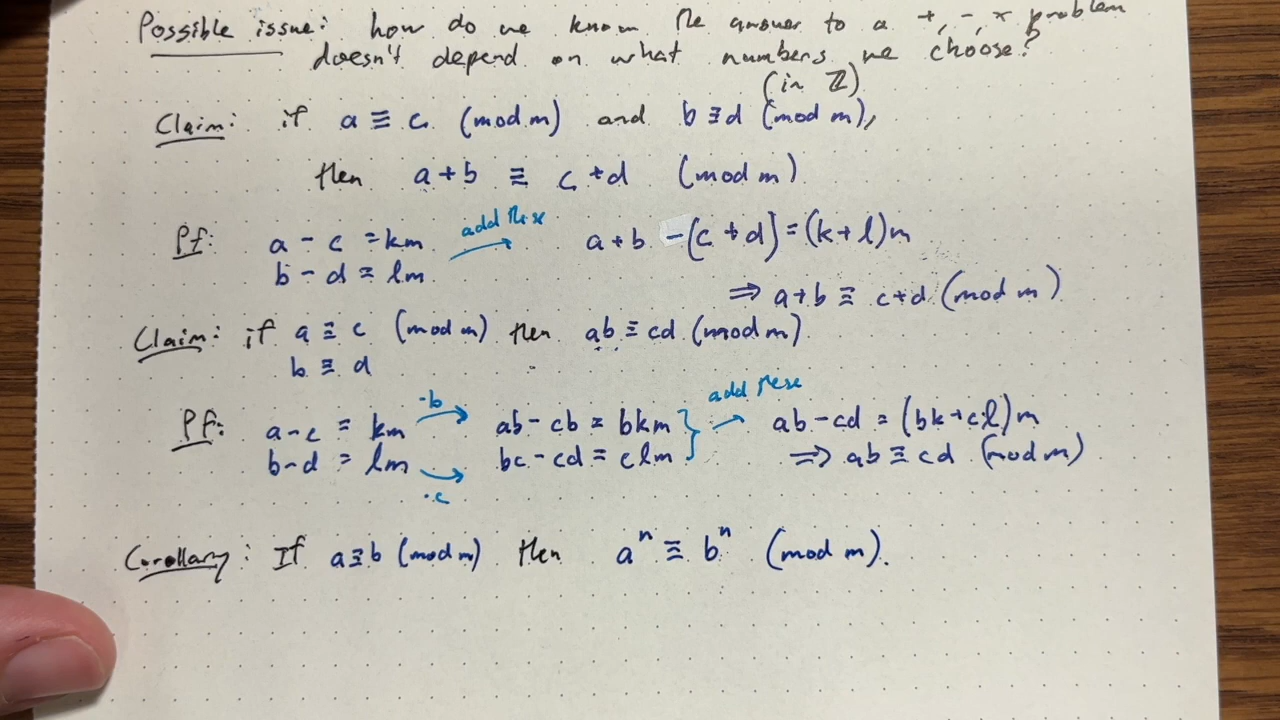 Possible issue: how do we know the answer to a +, -, × problem
doesn't depend on what numbers we choose?
(in ℤ)
Claim: if a ≡ c (mod m) and b ≡ d (mod m),
then a+b ≡ c+d (mod m)
Pf: a - c = km add these a+b -(c+d) = (k+l)m
b - d = lm
⇒ a+b ≡ c+d (mod m)
Claim: if a ≡ c (mod m) then ab ≡ cd (mod m)
b ≡ d
add these
Pf: a-c = km ·b ab-cb = bkm ab-cd = (bk+cl)m
b-d = lm ·c bc-cd = clm ⇒ ab ≡ cd (mod m)
Corollary: If a≡b (mod m) then aⁿ ≡ bⁿ (mod m).